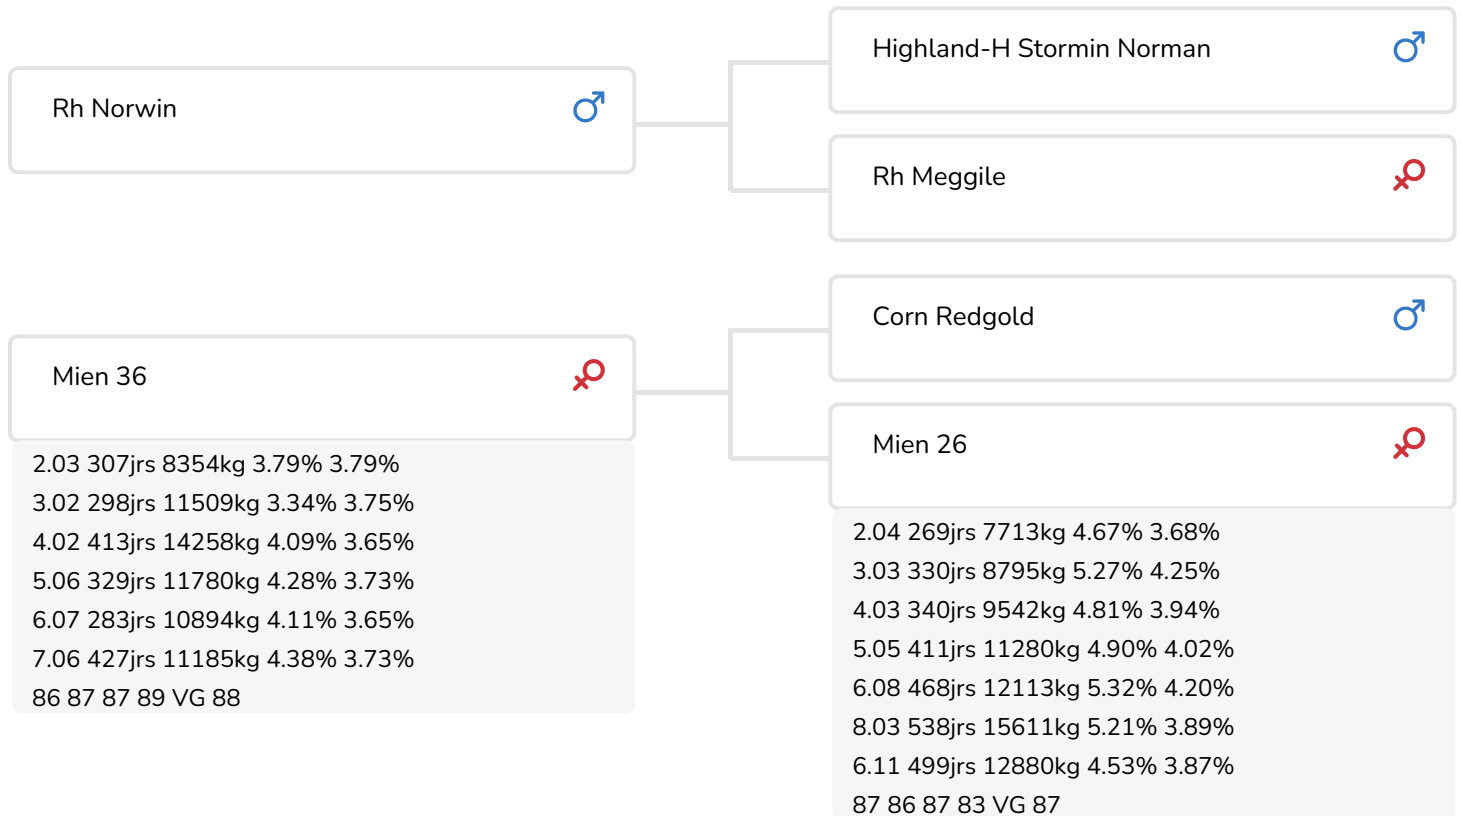 Rh Norwin
Highland-H Stormin Norman
Rh Meggile
Mien 36
2.03 307jrs 8354kg 3.79% 3.79%
3.02 298jrs 11509kg 3.34% 3.75%
4.02 413jrs 14258kg 4.09% 3.65%
5.06 329jrs 11780kg 4.28% 3.73%
6.07 283jrs 10894kg 4.11% 3.65%
7.06 427jrs 11185kg 4.38% 3.73%
86 87 87 89 VG 88
Corn Redgold
Mien 26
2.04 269jrs 7713kg 4.67% 3.68%
3.03 330jrs 8795kg 5.27% 4.25%
4.03 340jrs 9542kg 4.81% 3.94%
5.05 411jrs 11280kg 4.90% 4.02%
6.08 468jrs 12113kg 5.32% 4.20%
8.03 538jrs 15611kg 5.21% 3.89%
6.11 499jrs 12880kg 4.53% 3.87%
87 86 87 83 VG 87